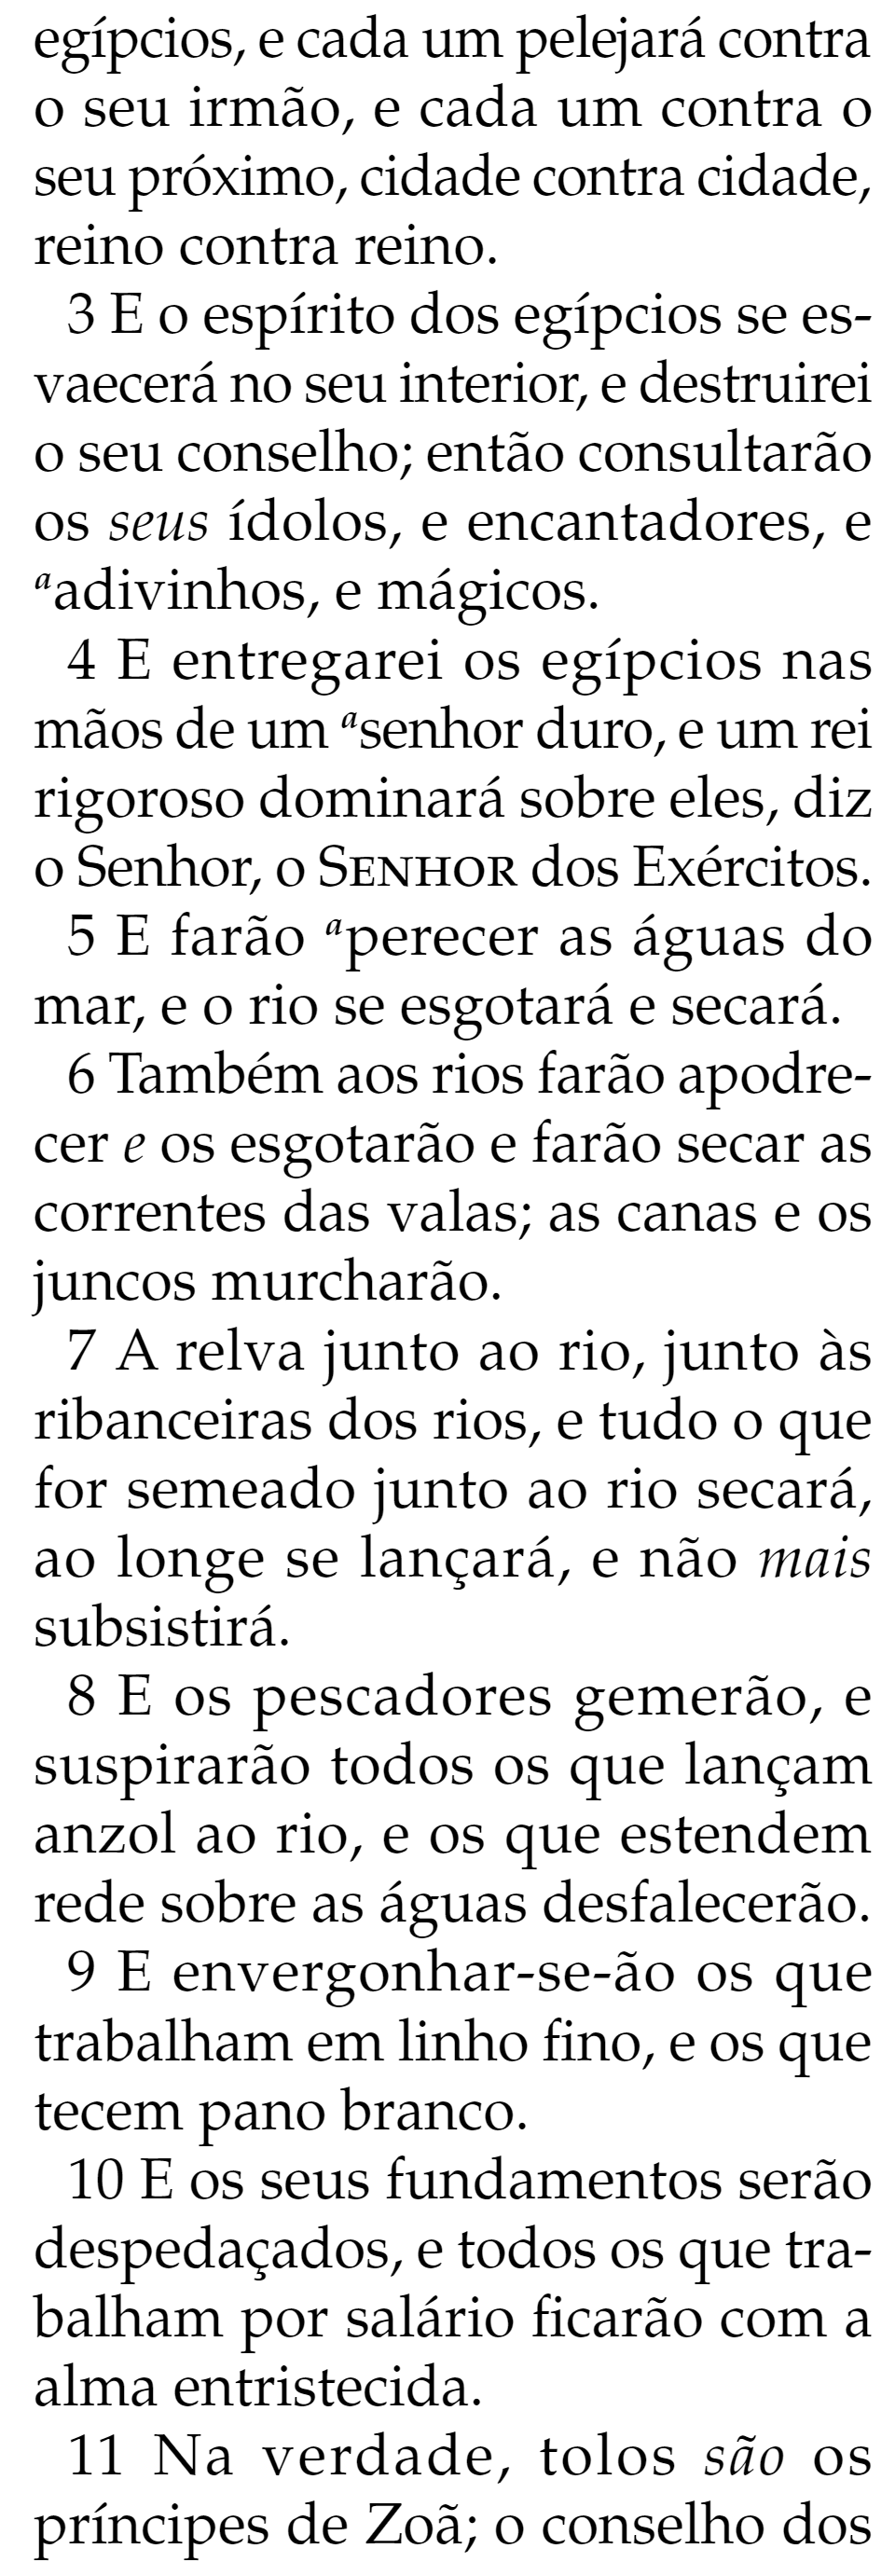 egípcios, e cada um pelejará contra
o seu irmão, e cada um contra o
seu próximo, cidade contra cidade,
reino contra reino.
3 E o espírito dos egípcios se es-
vaecerá no seu interior, e destruirei
o seu conselho; então consultarão
os seus ídolos, e encantadores, e
aadivinhos, e mágicos.
4 E entregarei os egípcios nas
mãos de um asenhor duro, e um rei
rigoroso dominará sobre eles, diz
o Senhor, o SENHOR dos Exércitos.
5 E farão aperecer as águas do
mar, e o rio se esgotará e secará.
6 Também aos rios farão apodre-
cer e os esgotarão e farão secar as
correntes das valas; as canas e os
juncos murcharão.
7 A relva junto ao rio, junto às
ribanceiras dos rios, e tudo o que
for semeado junto ao rio secará,
ao longe se lançará, e não mais
subsistirá.
8 E os pescadores gemerão, e
suspirarão todos os que lançam
anzol ao rio, e os que estendem
rede sobre as águas desfalecerão.
9 E envergonhar-se-ão os que
trabalham em linho fino, e os que
tecem pano branco.
10 E os seus fundamentos serão
despedaçados, e todos os que tra-
balham por salário ficarão com a
alma entristecida.
11 Na verdade, tolos são os
príncipes de Zoã; o conselho dos